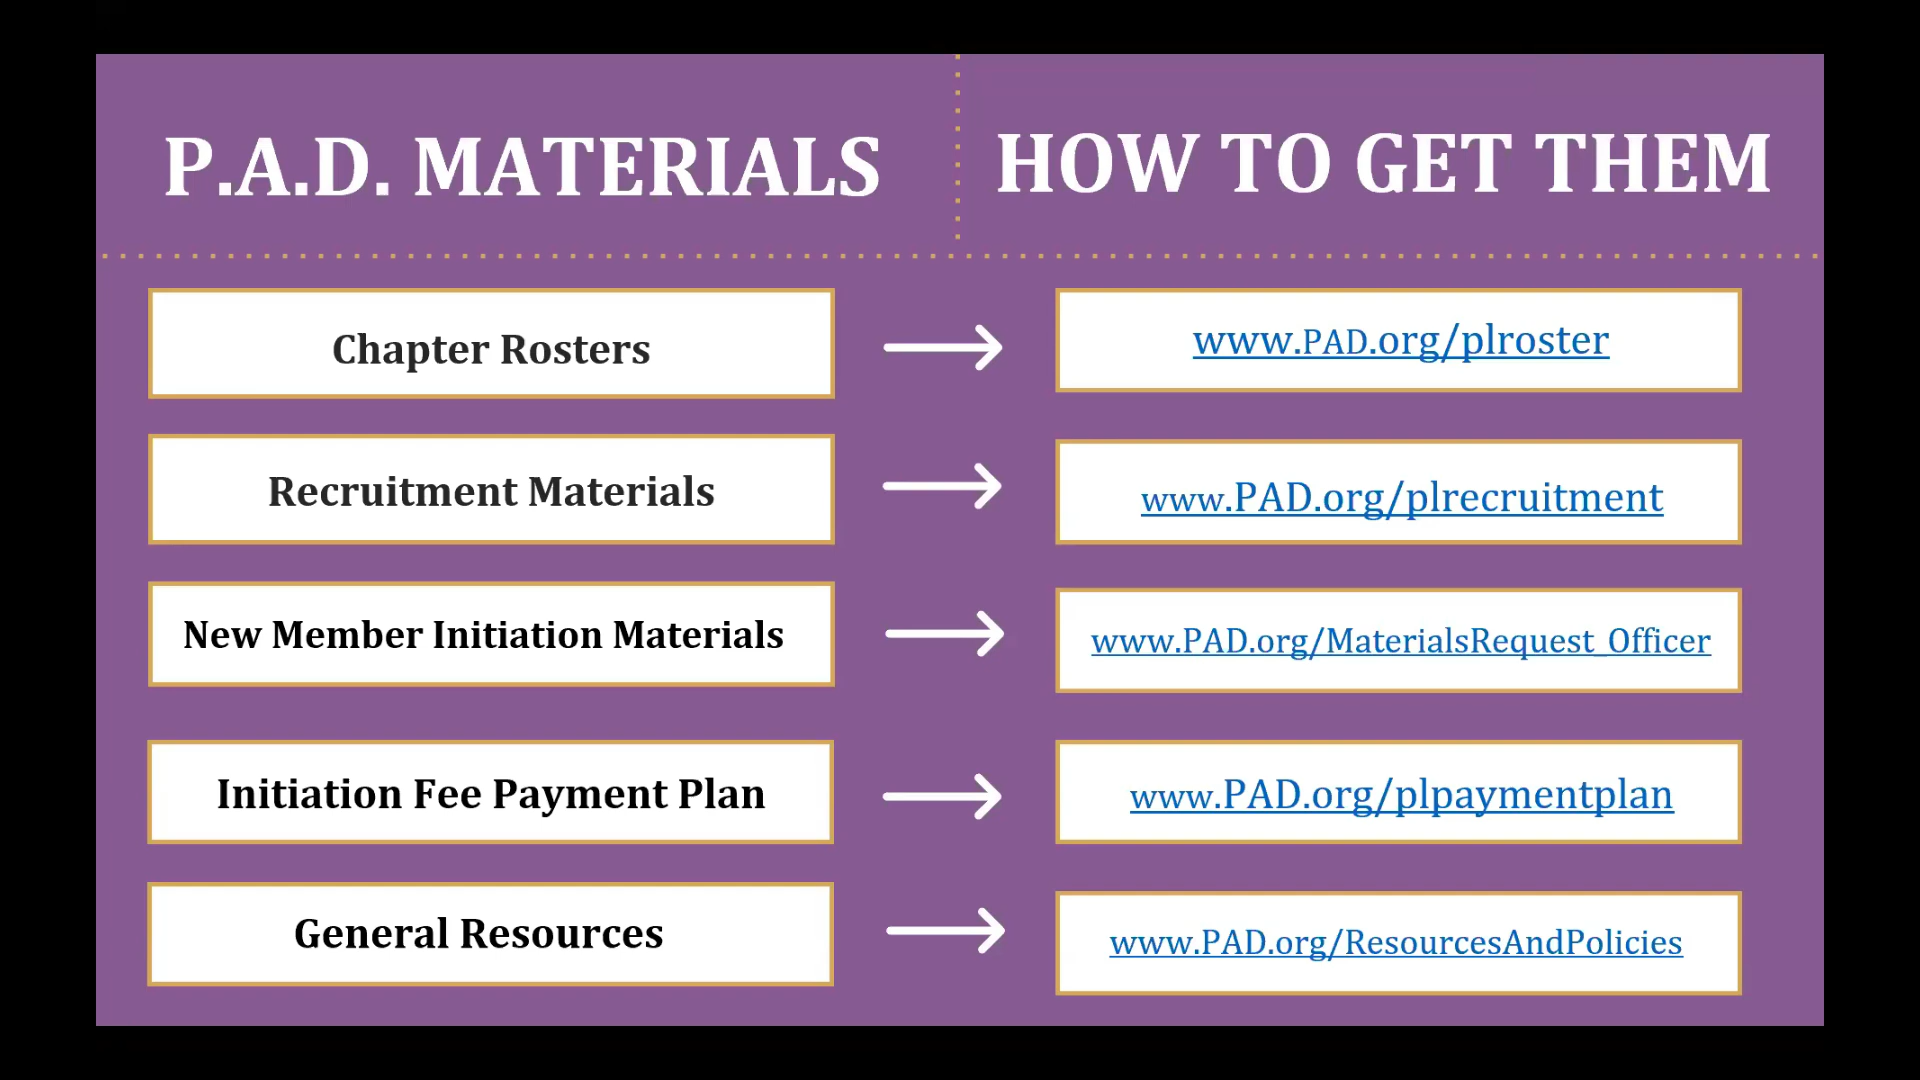 P.A.D. MATERIALS
HOW TO GET THEM
Chapter Rosters
www.PAD.org/plroster
Recruitment Materials
www.PAD.org/plrecruitment
New Member Initiation Materials
www.PAD.org/MaterialsRequest_Officer
Initiation Fee Payment Plan
www.PAD.org/plpaymentplan
General Resources
www.PAD.org/ResourcesAndPolicies